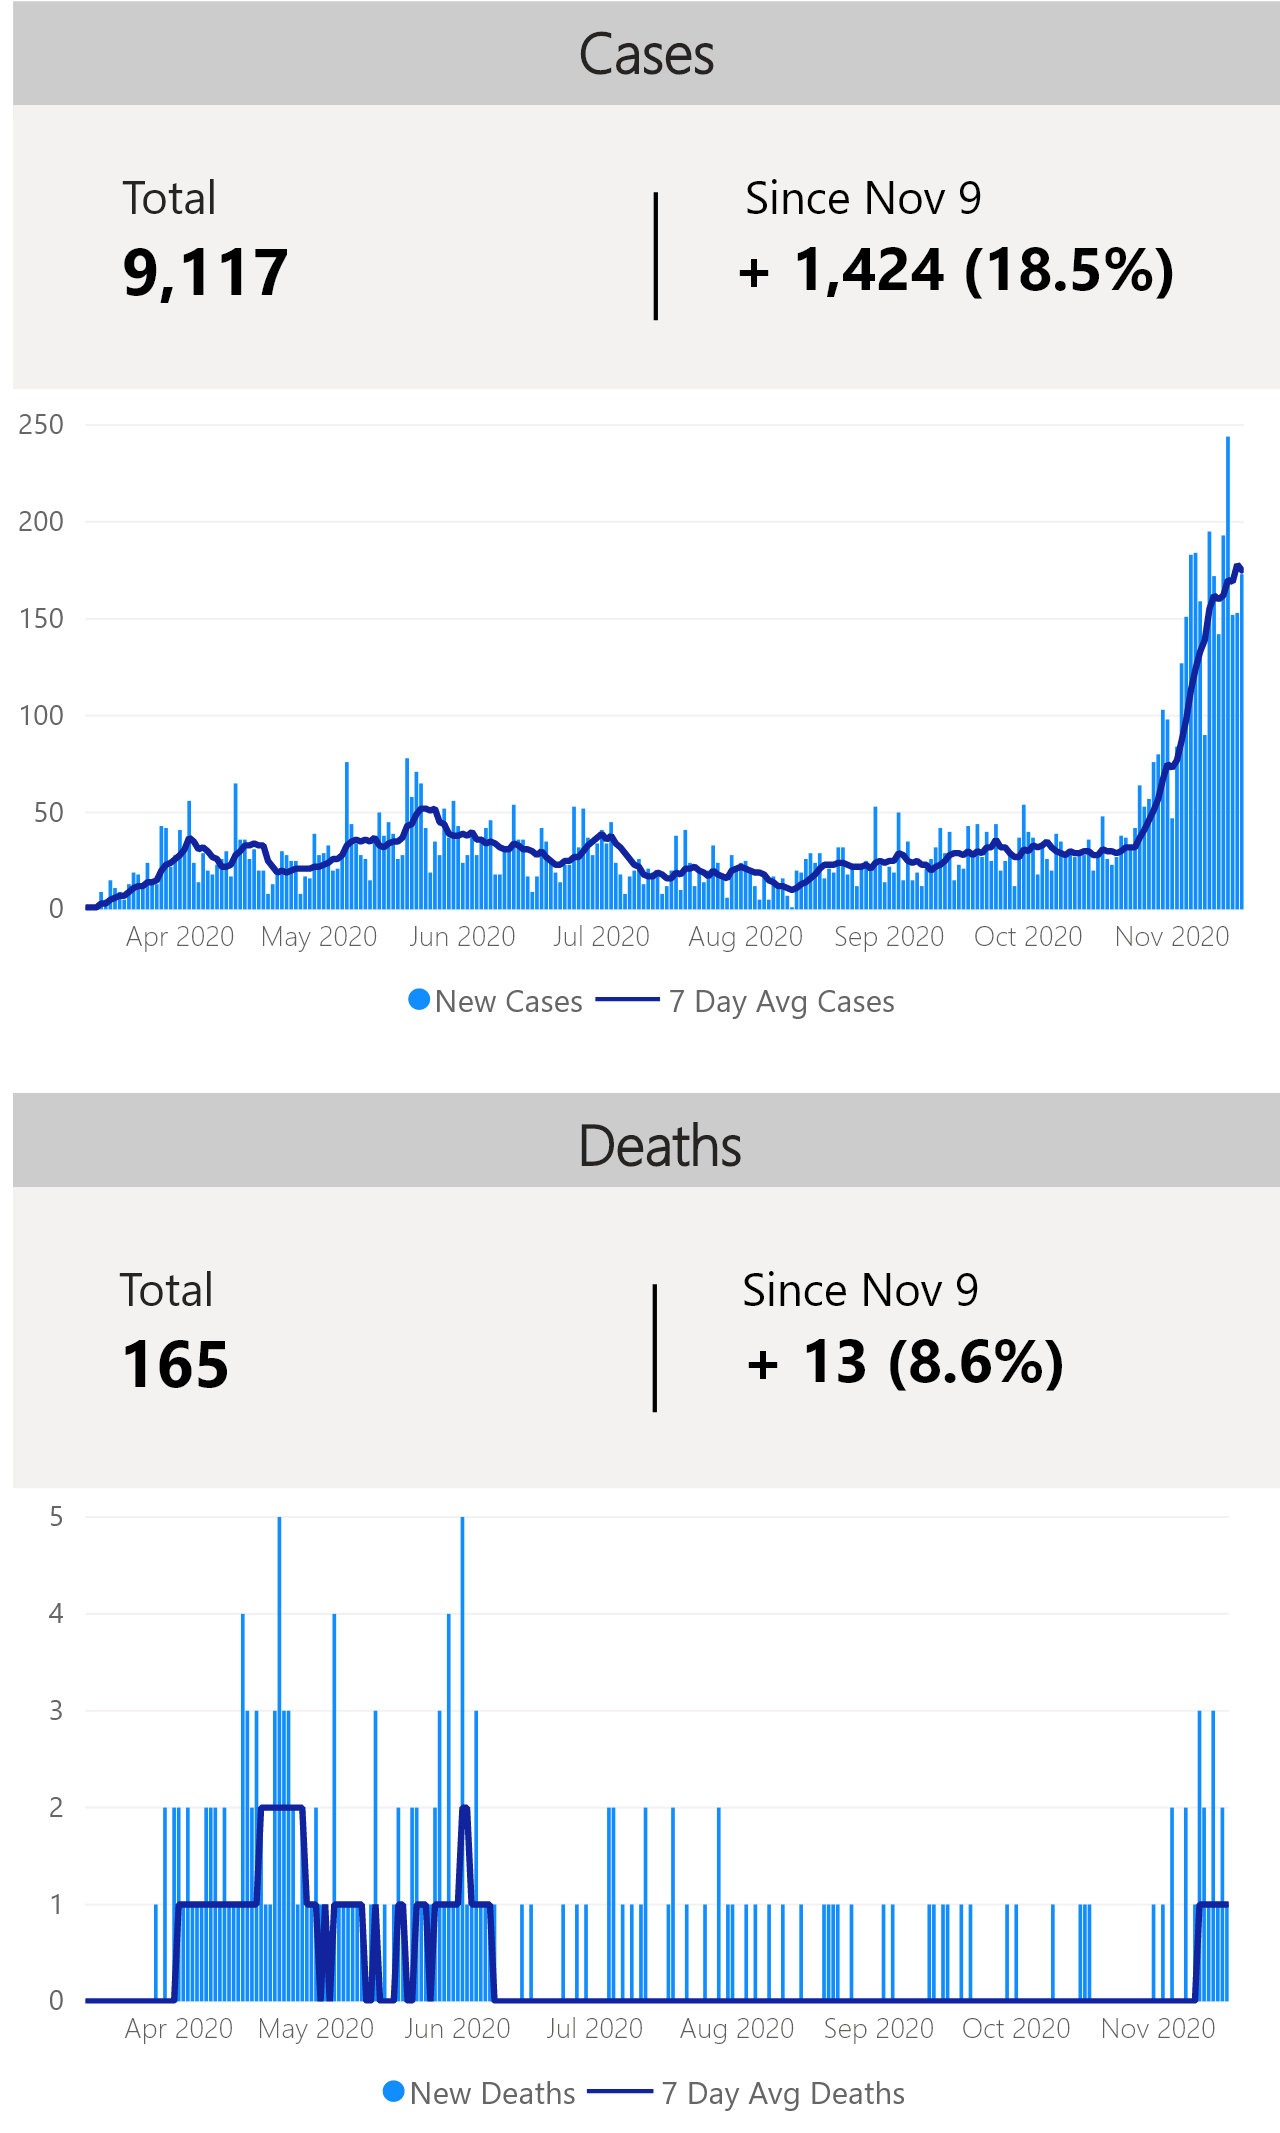 Cases
Total
Since Nov 9
9,117
+ 1,424 (18.5%)
250
200
150
100
50
0
Apr 2020 May 2020 Jun 2020 Jul 2020 Aug 2020 Sep 2020 Oct 2020 Nov 2020
New Cases 7 Day Avg Cases
Deaths
Total
Since Nov 9
165
+ 13 (8.6%)
5
4
3
2
1
0
Apr 2020 May 2020 Jun 2020 Jul 2020 Aug 2020 Sep 2020 Oct 2020 Nov 2020
New Deaths 7 Day Avg Deaths